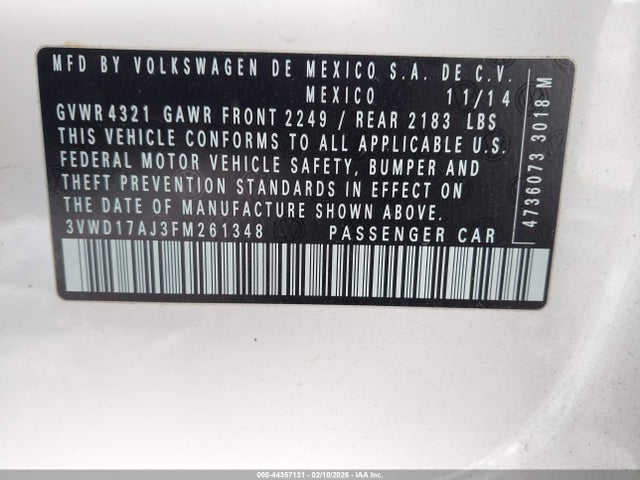 MFD BY VOLKSWAGEN DE MEXICO S.A. DE C.V.
MEXICO 11/14
GVWR 4321 GAWR FRONT 2249 / REAR 2183 LBS
THIS VEHICLE CONFORMS TO ALL APPLICABLE U.S.
FEDERAL MOTOR VEHICLE SAFETY, BUMPER AND
THEFT PREVENTION STANDARDS IN EFFECT ON
THE DATE OF MANUFACTURE SHOWN ABOVE.
3VWD17AJ3FM261348 PASSENGER CAR
4736073 3018 M
000-44357131 - 02/10/2026 - IAAI.Inc.